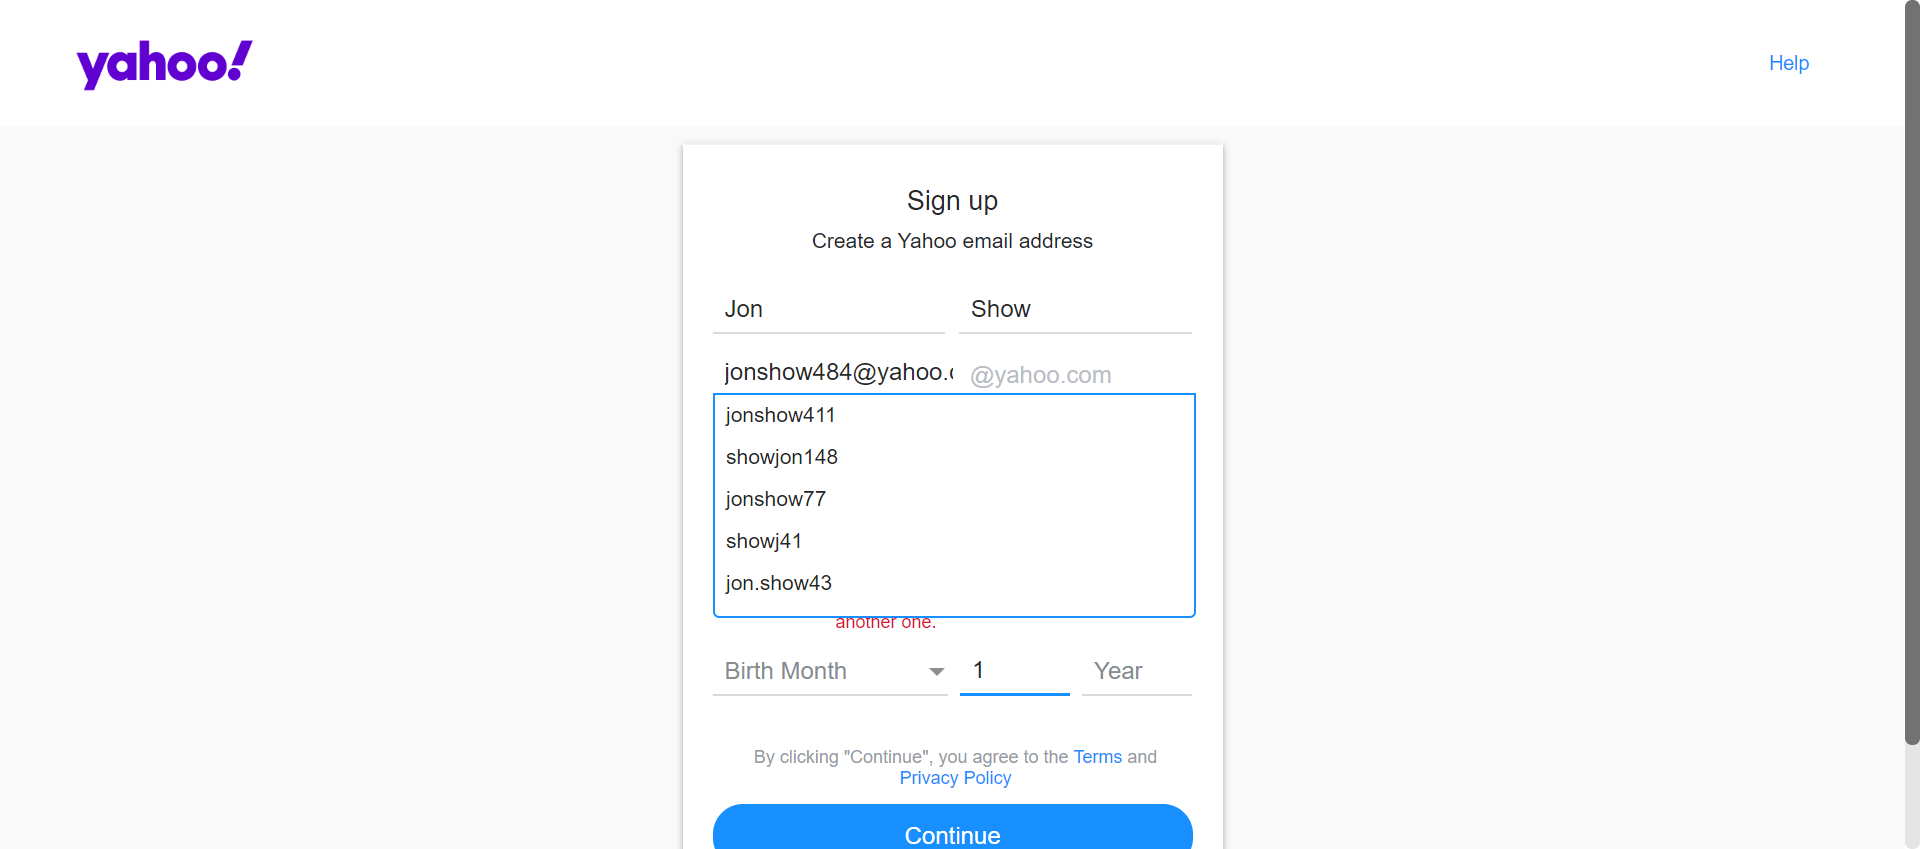 yahoo!
Help
Sign up
Create a Yahoo email address
Jon Show
jonshow484@yahoo. @yahoo.com
jonshow411
showjon148
jonshow77
showj41
jon.show43
another one.
Birth Month 1 Year
By clicking "Continue", you agree to the Terms and
Privacy Policy
Continue